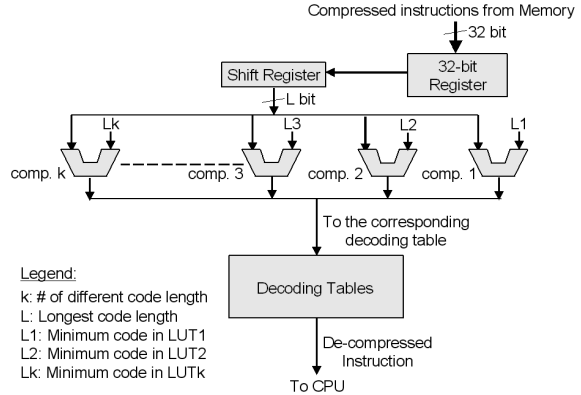 Compressed instructions from Memory
32 bit
32-bit
Register
Shift Register
L bit
Lk
L3
L2
L1
comp. k
comp. 3
comp. 2
comp. 1
To the corresponding
decoding table
Decoding Tables
Legend:
k: # of different code length
L: Longest code length
L1: Minimum code in LUT1
L2: Minimum code in LUT2
Lk: Minimum code in LUTk
De-compressed
Instruction
To CPU